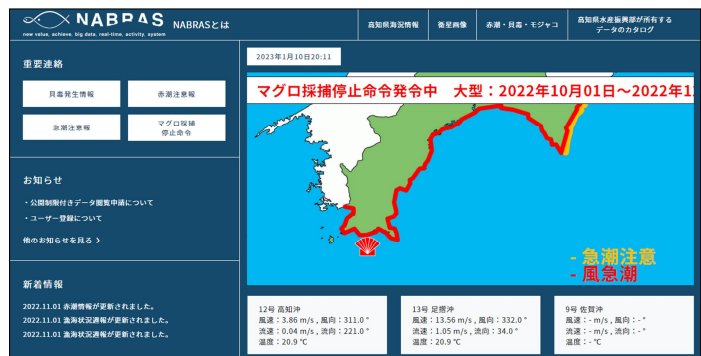 NABRAS
new value, achieve, big data, real-time, activity, system
NABRASとは
高知県海況情報
衛星画像
赤潮・貝毒・モジャコ
高知県水産振興部が所有する
データのカタログ
重要連絡
貝毒発生情報
赤潮注意報
急潮注意報
マグロ採捕
停止命令
お知らせ
・公開制限付きデータ閲覧申請について
・ユーザー登録について
他のお知らせを見る
新着情報
2022.11.01 赤潮情報が更新されました。
2022.11.01 漁海況週報が更新されました。
2022.11.01 漁海況週報が更新されました。
2023年1月10日20:11
マグロ採捕停止命令発令中 大型：2022年10月01日～2022年1
- 急潮注意
- 風急潮
12号 高知沖
風速：3.86 m/s , 風向：311.0 °
流速：0.04 m/s , 流向：221.0 °
温度：20.9 ℃
13号 足摺沖
風速：13.56 m/s , 風向：332.0 °
流速：1.05 m/s , 流向：34.0 °
温度：20.9 ℃
9号 佐賀沖
風速：- m/s , 風向：- °
流速：- m/s , 流向：- °
温度：- ℃